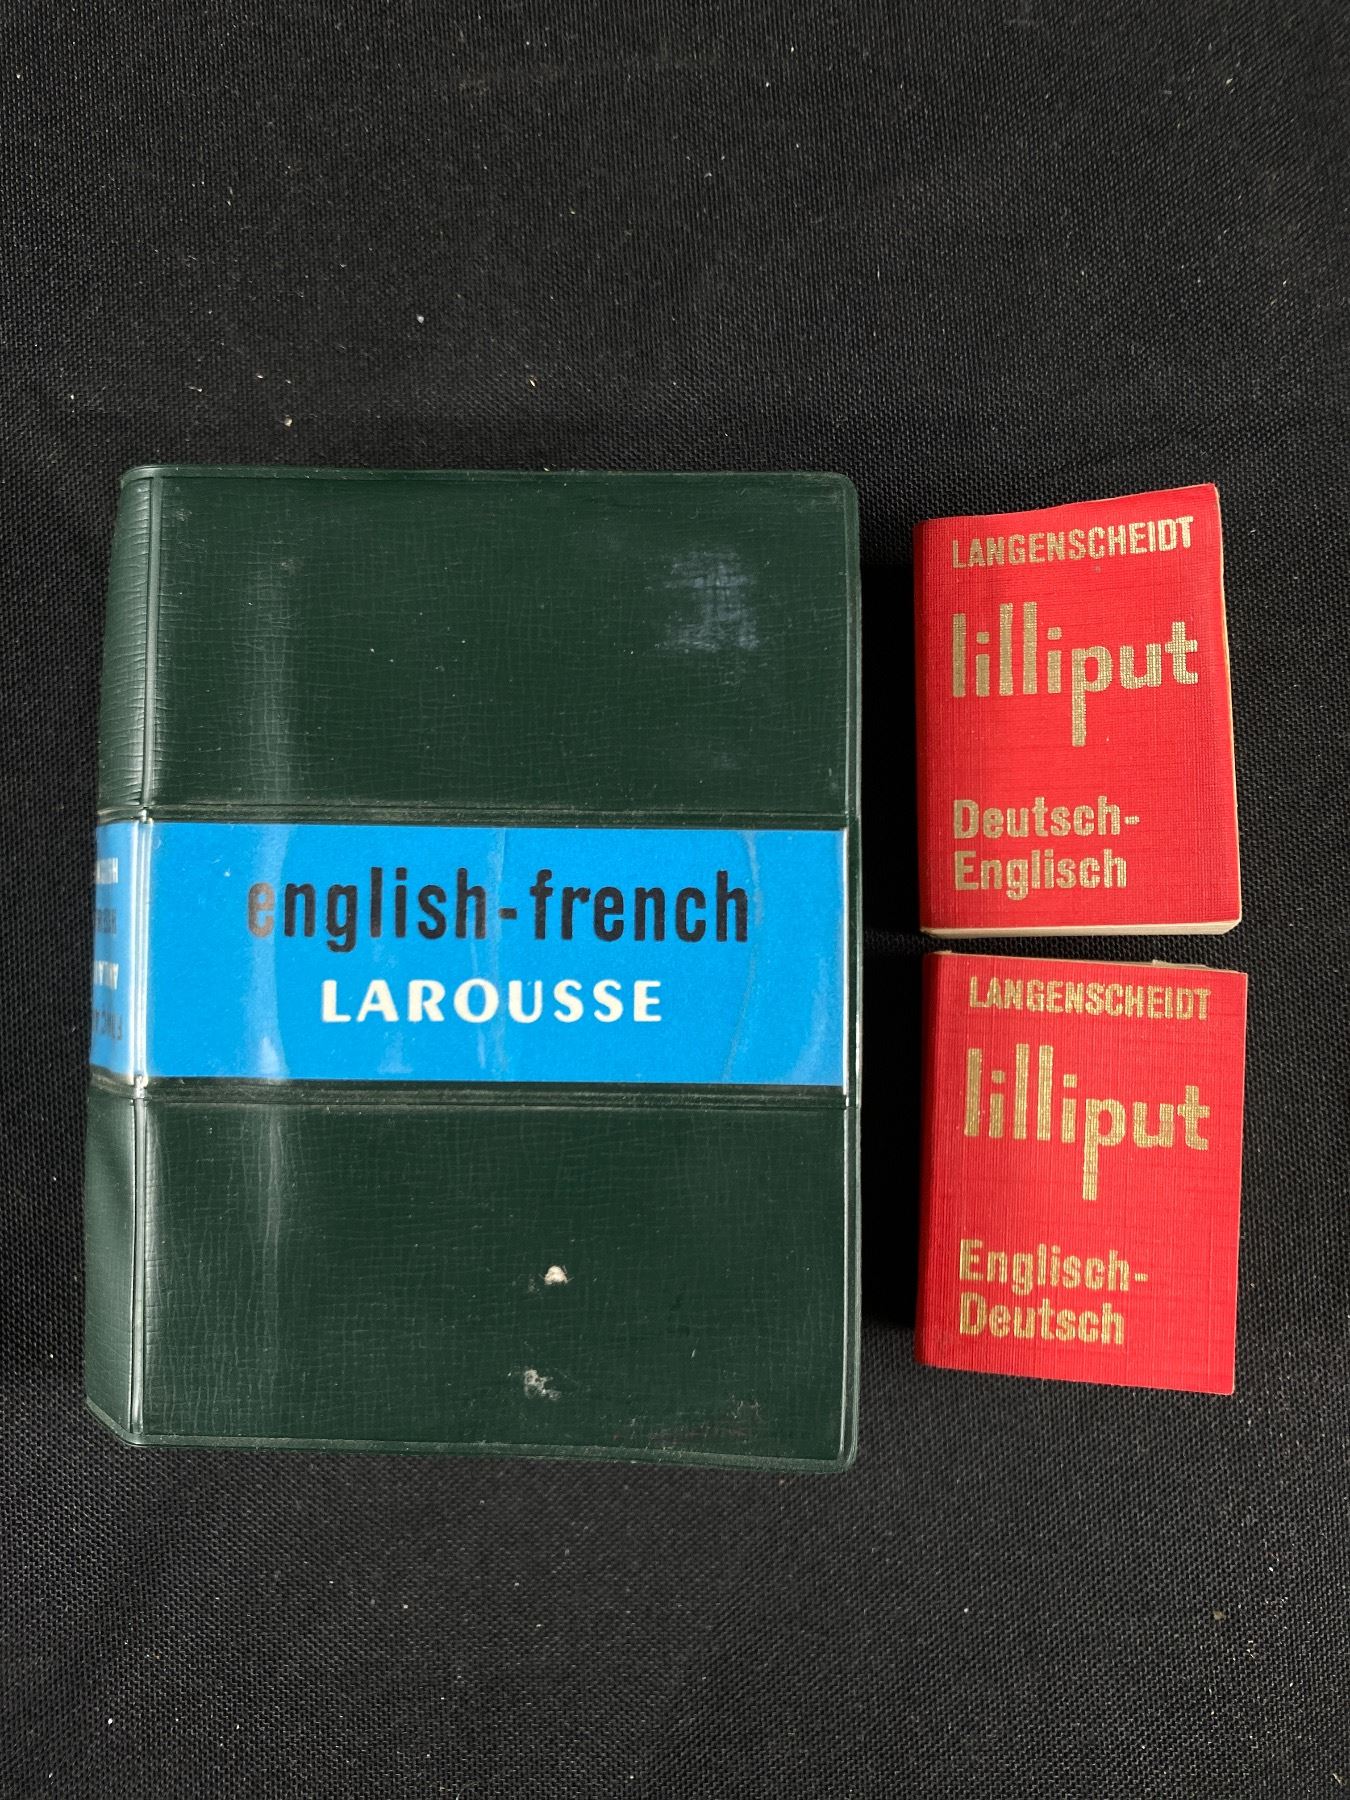 english-french
LAROUSSE
LANGENSCHEIDT
lilliput
Deutsch-
Englisch
LANGENSCHEIDT
lilliput
Englisch-
Deutsch